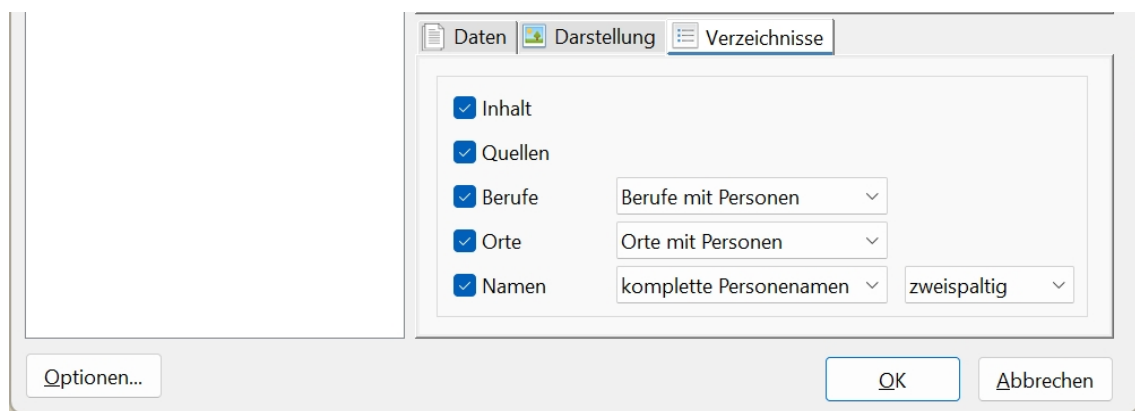 Daten Darstellung Verzeichnisse
Inhalt
Quellen
Berufe Berufe mit Personen
Orte Orte mit Personen
Namen komplette Personenamen zweispaltig
Optionen... OK Abbrechen